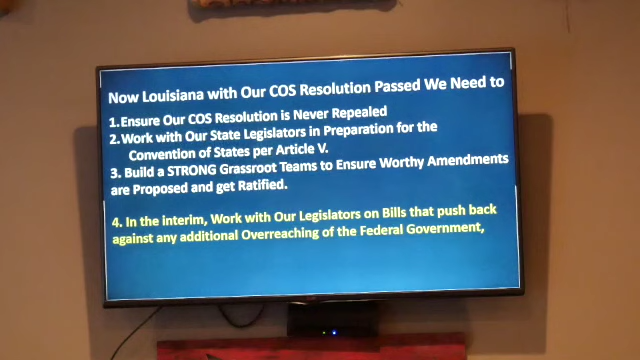 Now Louisiana with Our COS Resolution Passed We Need to
1.Ensure Our COS Resolution is Never Repealed
2.Work with Our State Legislators in Preparation for the
Convention of States per Article V.
3. Build a STRONG Grassroot Teams to Ensure Worthy Amendments
are Proposed and get Ratified.
4. In the interim, Work with Our Legislators on Bills that push back
against any additional Overreaching of the Federal Government,